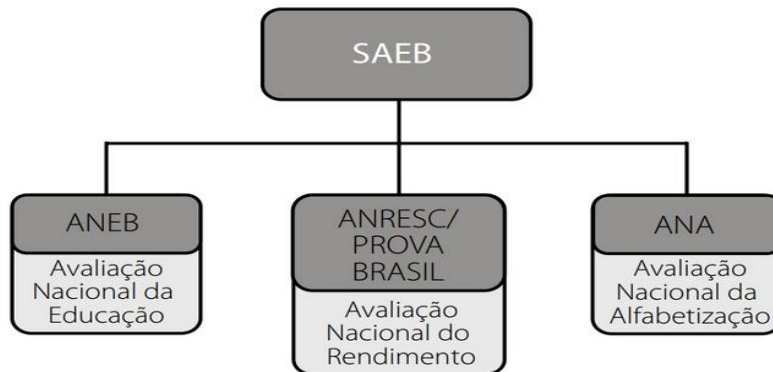 SAEB
ANEB
Avaliação
Nacional da
Educação
ANRESC/
PROVA
BRASIL
Avaliação
Nacional do
Rendimento
ANA
Avaliação
Nacional da
Alfabetização